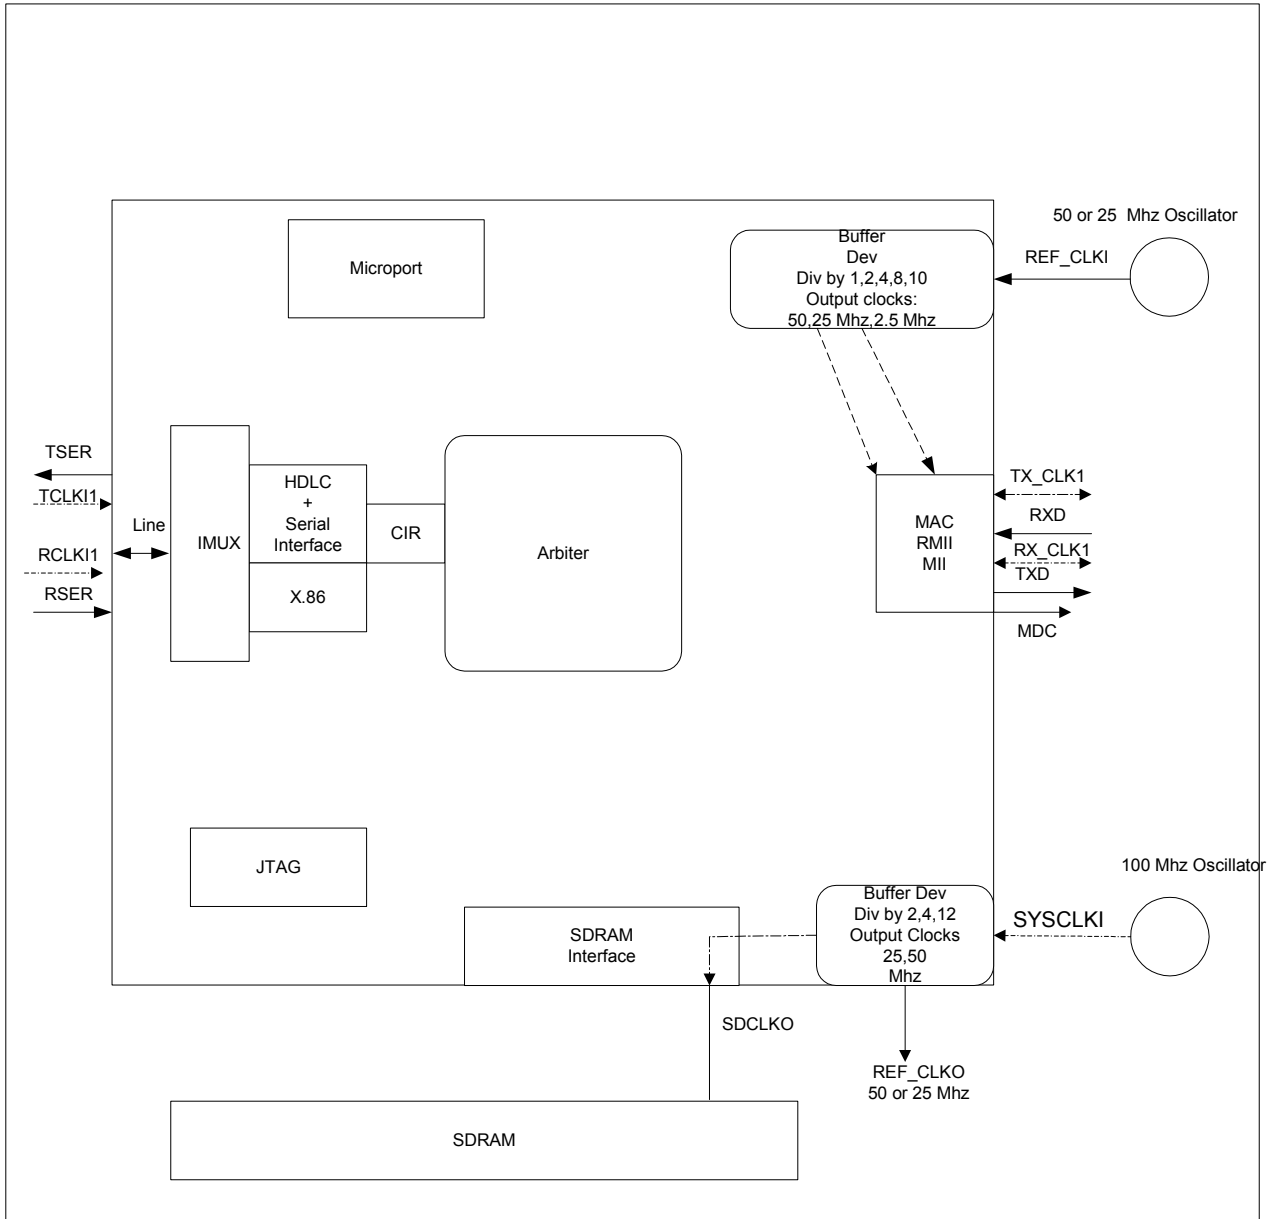 50 or 25 Mhz Oscillator
REF_CLKI
Buffer
Dev
Div by 1,2,4,8,10
Output clocks:
50,25 Mhz,2.5 Mhz
Microport
TSER
TCLKI1
Line
RCLKI1
RSER
IMUX
HDLC
+
Serial
Interface
X.86
CIR
Arbiter
MAC
RMII
MII
TX_CLK1
RXD
RX_CLK1
TXD
MDC
JTAG
SDRAM
Interface
Buffer Dev
Div by 2,4,12
Output Clocks
25,50
Mhz
100 Mhz Oscillator
SYSCLKI
SDCLKO
REF_CLKO
50 or 25 Mhz
SDRAM